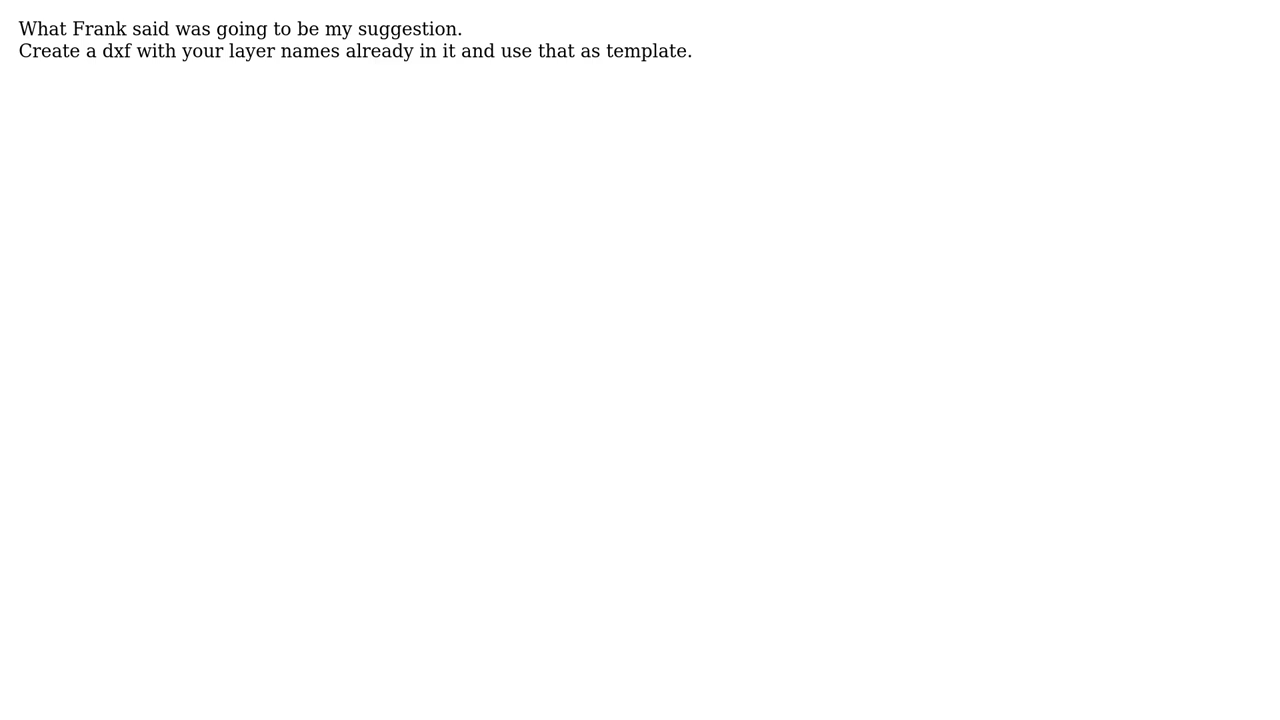 What Frank said was going to be my suggestion.
Create a dxf with your layer names already in it and use that as template.